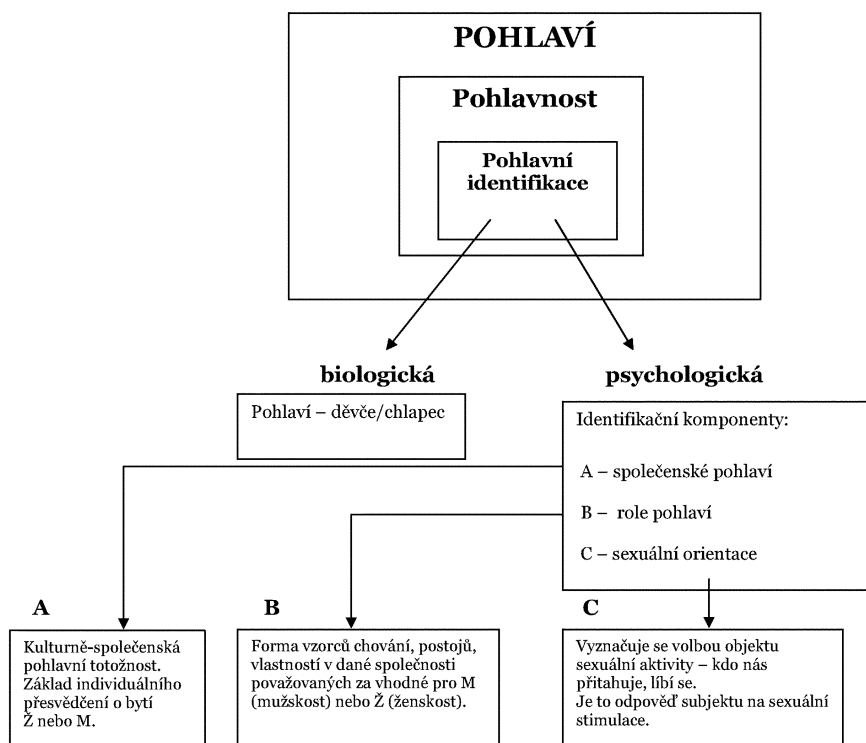 POHLAVÍ
Pohlavnost
Pohlavní
identifikace
biologická
psychologická
Pohlaví – děvče/chlapec
Identifikační komponenty:
A – společenské pohlaví
B – role pohlaví
C – sexuální orientace
A
Kulturně-společenská
pohlavní totožnost.
Základ individuálního
přesvědčení o bytí
Ž nebo M.
B
Forma vzorců chování, postojů,
vlastností v dané společnosti
považovaných za vhodné pro M
(mužskost) nebo Ž (ženskost).
C
Vyznačuje se volbou objektu
sexuální aktivity – kdo nás
přitahuje, líbí se.
Je to odpověď subjektu na sexuální
stimulace.